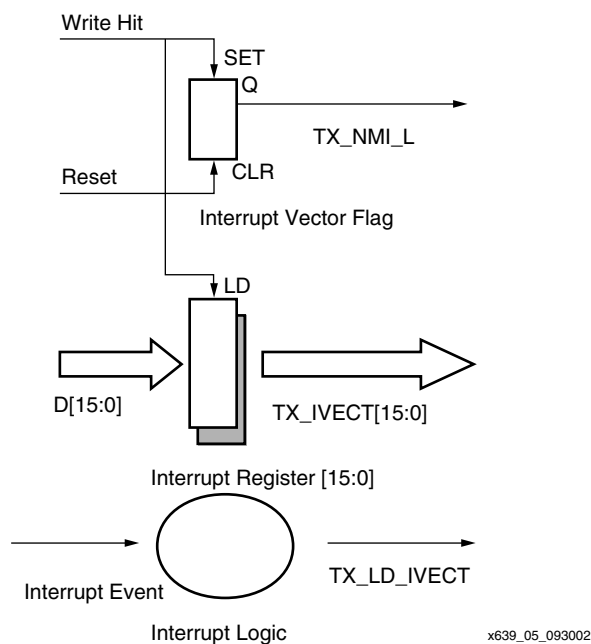 Write Hit
SET
Q
TX_NMI_L
Reset
CLR
Interrupt Vector Flag
LD
D[15:0]
TX_IVECT[15:0]
Interrupt Register [15:0]
Interrupt Event
TX_LD_IVECT
Interrupt Logic
x639_05_093002